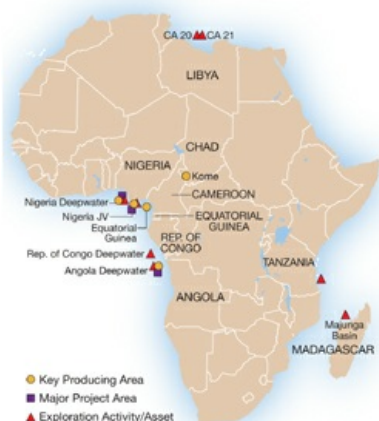 CA 20 CA 21
LIBYA
CHAD
NIGERIA
Kome
CAMEROON
Nigeria Deepwater
EQUATORIAL
GUINEA
Nigeria JV
Equatorial
Guinea
REP. OF
CONGO
Rep. of Congo Deepwater
TANZANIA
Angola Deepwater
ANGOLA
Majunga
Basin
MADAGASCAR
Key Producing Area
Major Project Area
Exploration Activity/Asset